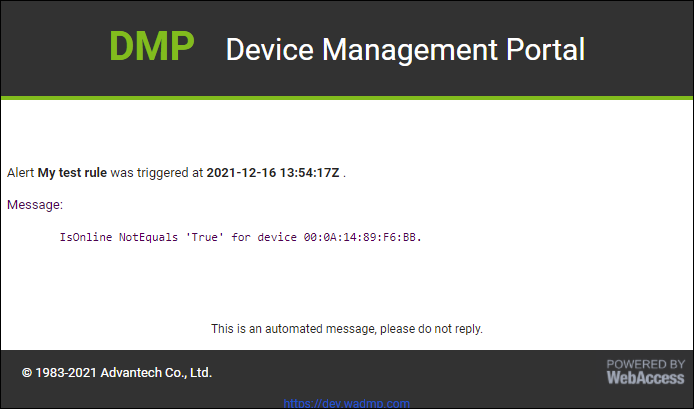 DMP Device Management Portal
Alert My test rule was triggered at 2021-12-16 13:54:17Z .
Message:
IsOnline NotEquals 'True' for device 00:0A:14:89:F6:BB.
This is an automated message, please do not reply.
© 1983-2021 Advantech Co., Ltd.
POWERED BY
WebAccess
https://dev.wadmp.com